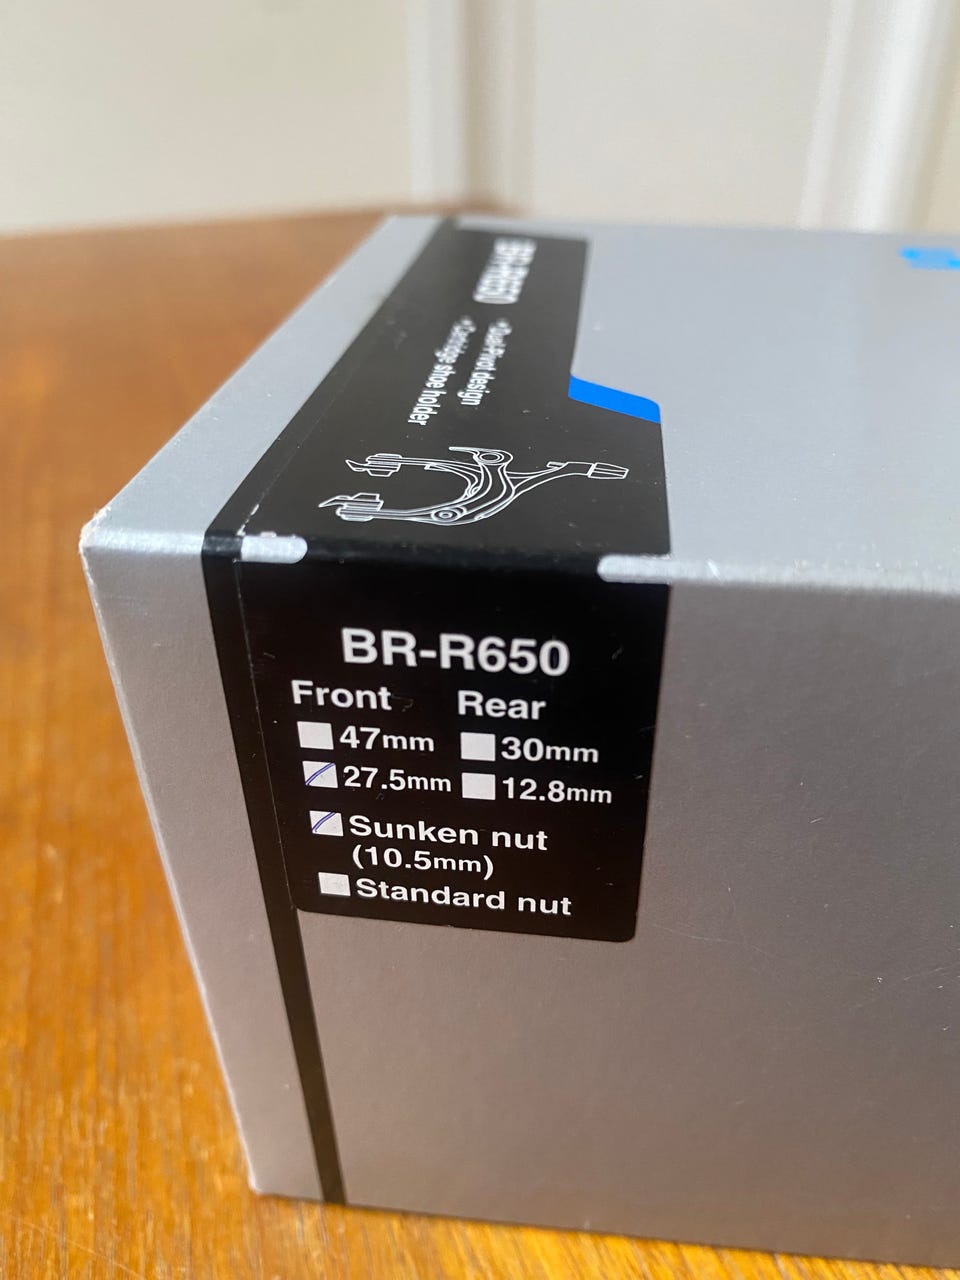 BR-R650
• Dual-Pivot design
• Cartridge shoe holder
BR-R650
Front Rear
47mm 30mm
27.5mm 12.8mm
Sunken nut
(10.5mm)
Standard nut